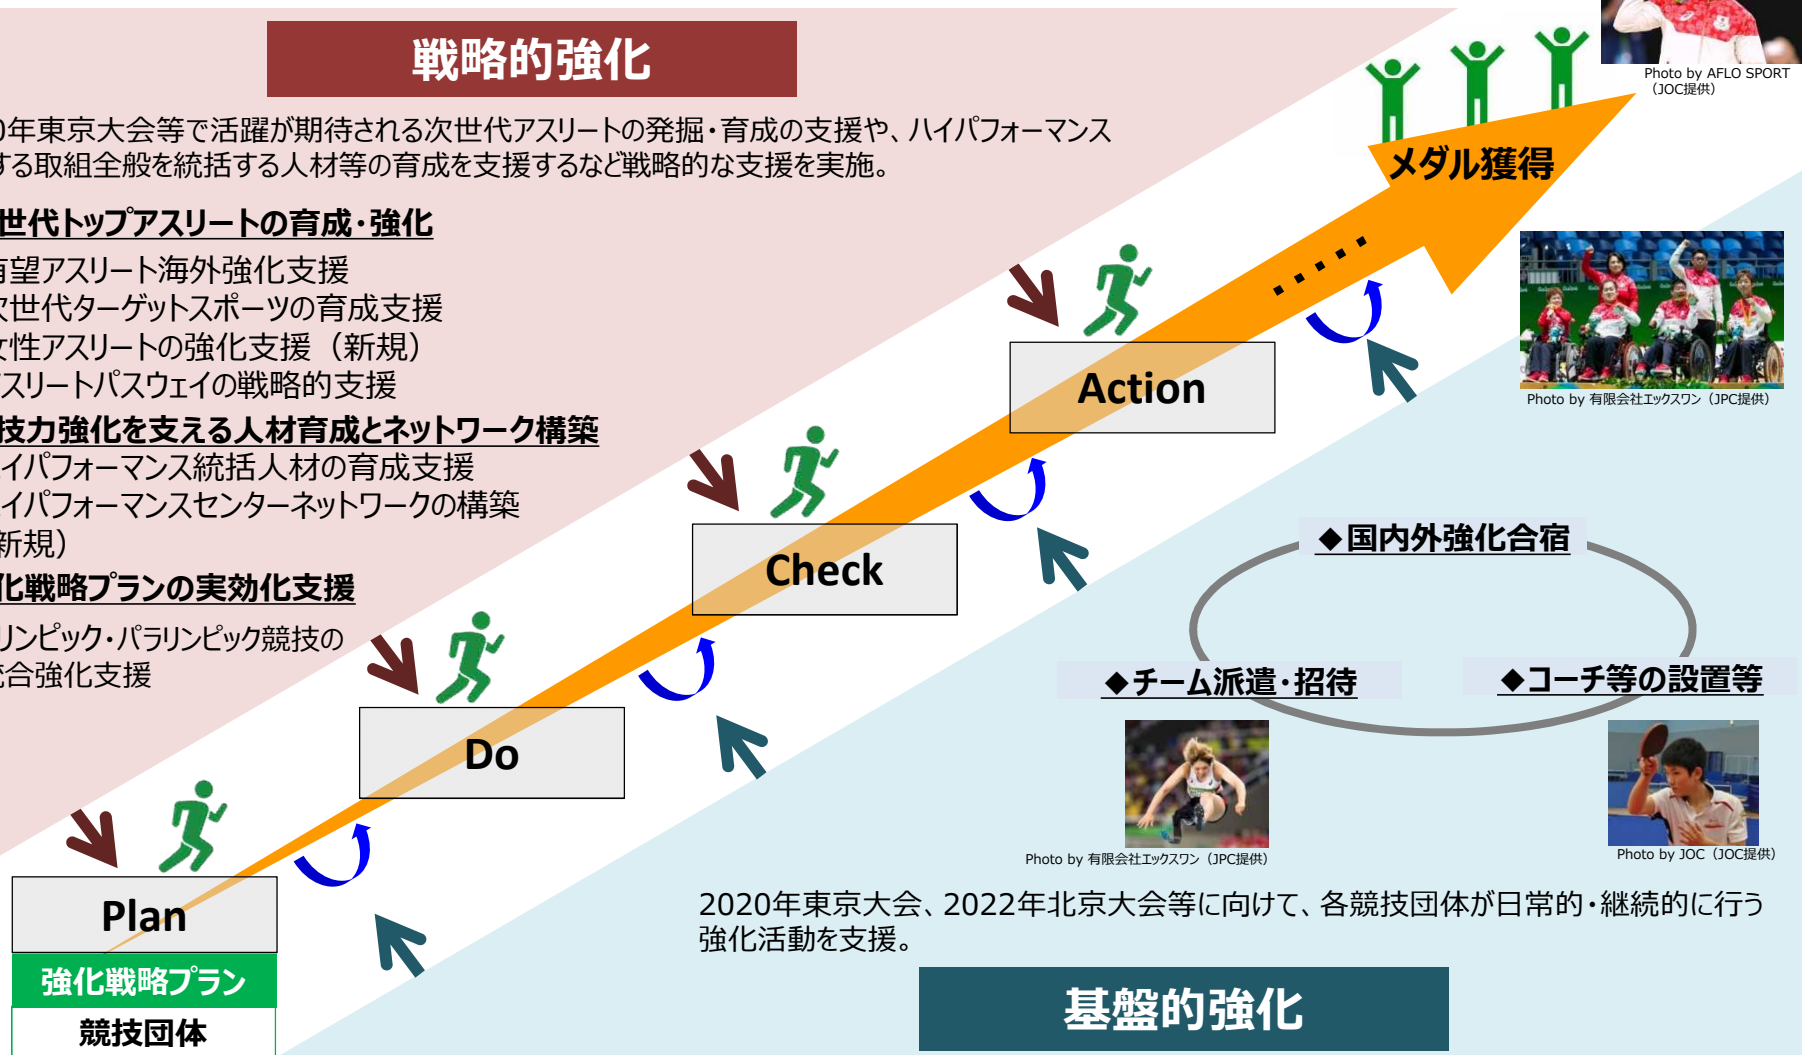 戦略的強化
0年東京大会等で活躍が期待される次世代アスリートの発掘・育成の支援や、ハイパフォーマンス
する取組全般を統括する人材等の育成を支援するなど戦略的な支援を実施。
世代トップアスリートの育成・強化
有望アスリート海外強化支援
次世代ターゲットスポーツの育成支援
女性アスリートの強化支援（新規）
アスリートパスウェイの戦略的支援
技力強化を支える人材育成とネットワーク構築
イパフォーマンス統括人材の育成支援
イパフォーマンスセンターネットワークの構築
新規）
化戦略プランの実効化支援
リンピック・パラリンピック競技の
統合強化支援
Photo by AFLO SPORT
（JOC提供）
メダル獲得
・・・・・
Photo by 有限会社エックスワン（JPC提供）
Action
Check
Do
Plan
強化戦略プラン
競技団体
◆国内外強化合宿
◆チーム派遣・招待
◆コーチ等の設置等
Photo by 有限会社エックスワン（JPC提供）
Photo by JOC（JOC提供）
2020年東京大会、2022年北京大会等に向けて、各競技団体が日常的・継続的に行う
強化活動を支援。
基盤的強化